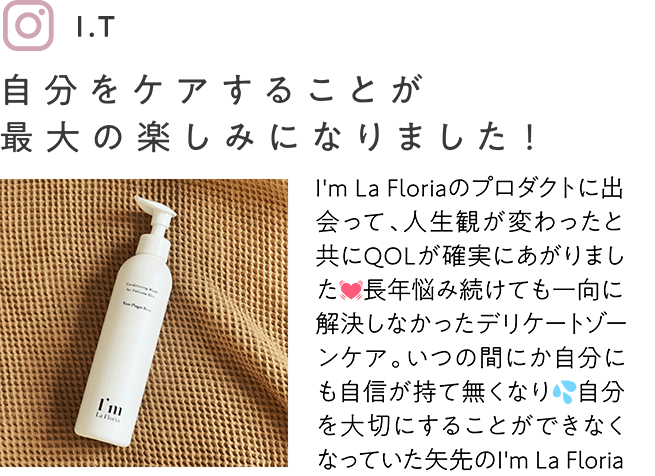 I.T
自分をケアすることが
最大の楽しみになりました！
I'm La Floriaのプロダクトに出
会って、人生観が変わったと
共にQOLが確実にあがりまし
た💓長年悩み続けても一向に
解決しなかったデリケートゾー
ンケア。いつの間にか自分に
も自信が持て無くなり💦自分
を大切にすることができなく
なっていた矢先のI'm La Floria
Conditioning Wash
for Delicate Skin
I'm
La Floria